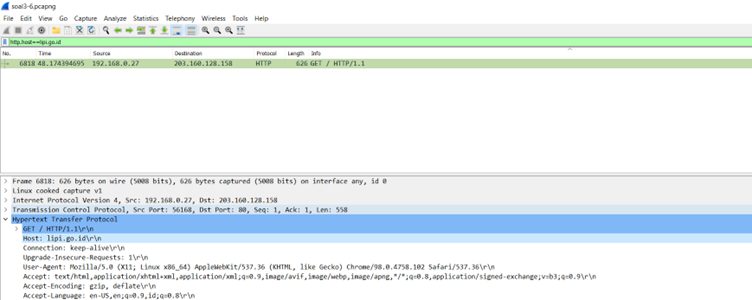 soal3-6.pcapng
File Edit View Go Capture Analyze Statistics Telephony Wireless Tools Help
http.host==lipi.go.id
No. Time Source Destination Protocol Length Info
6818 48.174394695 192.168.0.27 203.160.128.158 HTTP 626 GET / HTTP/1.1
Frame 6818: 626 bytes on wire (5008 bits), 626 bytes captured (5008 bits) on interface any, id 0
Linux cooked capture v1
Internet Protocol Version 4, Src: 192.168.0.27, Dst: 203.160.128.158
Transmission Control Protocol, Src Port: 56168, Dst Port: 80, Seq: 1, Ack: 1, Len: 558
Hypertext Transfer Protocol
GET / HTTP/1.1\r\n
Host: lipi.go.id\r\n
Connection: keep-alive\r\n
Upgrade-Insecure-Requests: 1\r\n
User-Agent: Mozilla/5.0 (X11; Linux x86_64) AppleWebKit/537.36 (KHTML, like Gecko) Chrome/98.0.4758.102 Safari/537.36\r\n
Accept: text/html,application/xhtml+xml,application/xml;q=0.9,image/avif,image/webp,image/apng,*/*;q=0.8,application/signed-exchange;v=b3;q=0.9\r\n
Accept-Encoding: gzip, deflate\r\n
Accept-Language: en-US,en;q=0.9,id;q=0.8\r\n